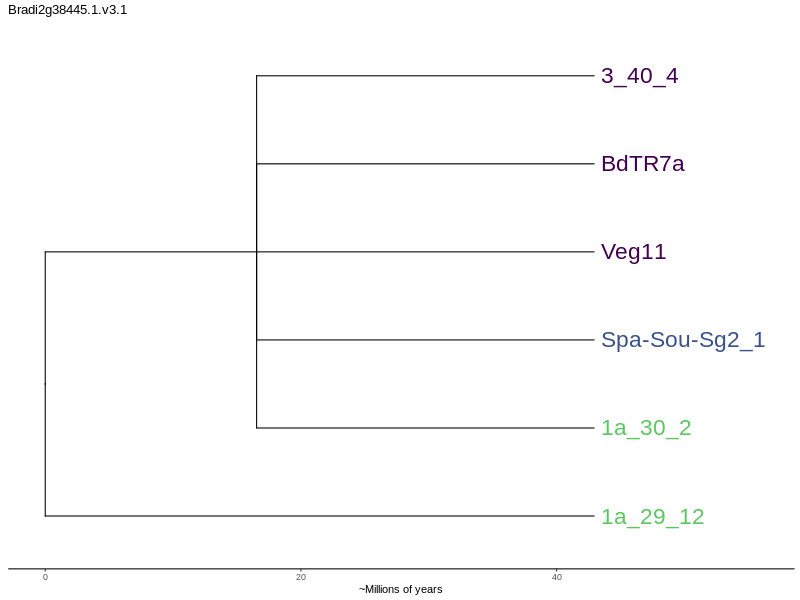 Bradi2g38445.1.v3.1
3_40_4
BdTR7a
Veg11
Spa-Sou-Sg2_1
1a_30_2
1a_29_12
0 20 40
~Millions of years